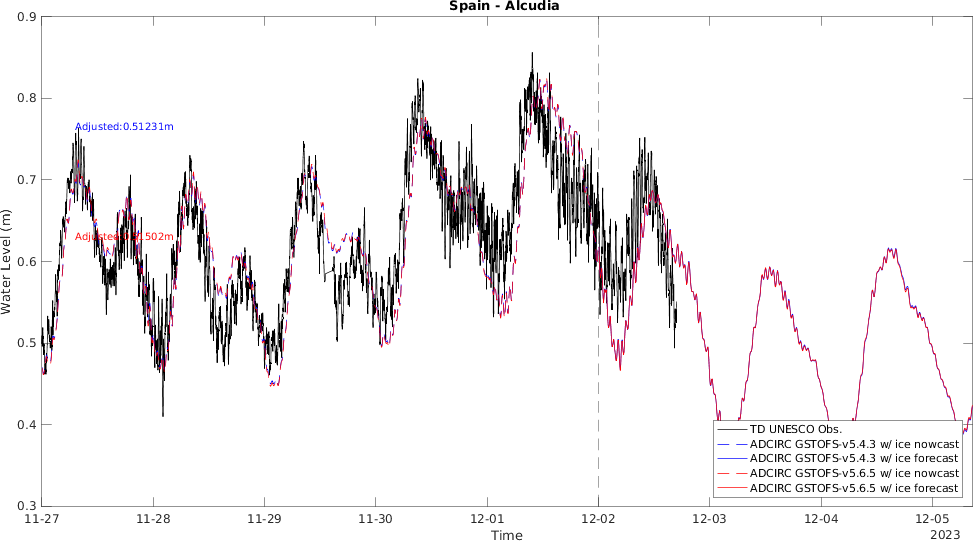 Spain - Alcudia
0.9
0.8
0.7
0.6
0.5
0.4
0.3
Water Level (m)
Adjusted:0.51231m
TD UNESCO Obs.
ADCIRC GSTOFS-v5.4.3 w/ ice nowcast
ADCIRC GSTOFS-v5.4.3 w/ ice forecast
ADCIRC GSTOFS-v5.6.5 w/ ice nowcast
ADCIRC GSTOFS-v5.6.5 w/ ice forecast
11-27 11-28 11-29 11-30 12-01 12-02 12-03 12-04 12-05
Time
2023